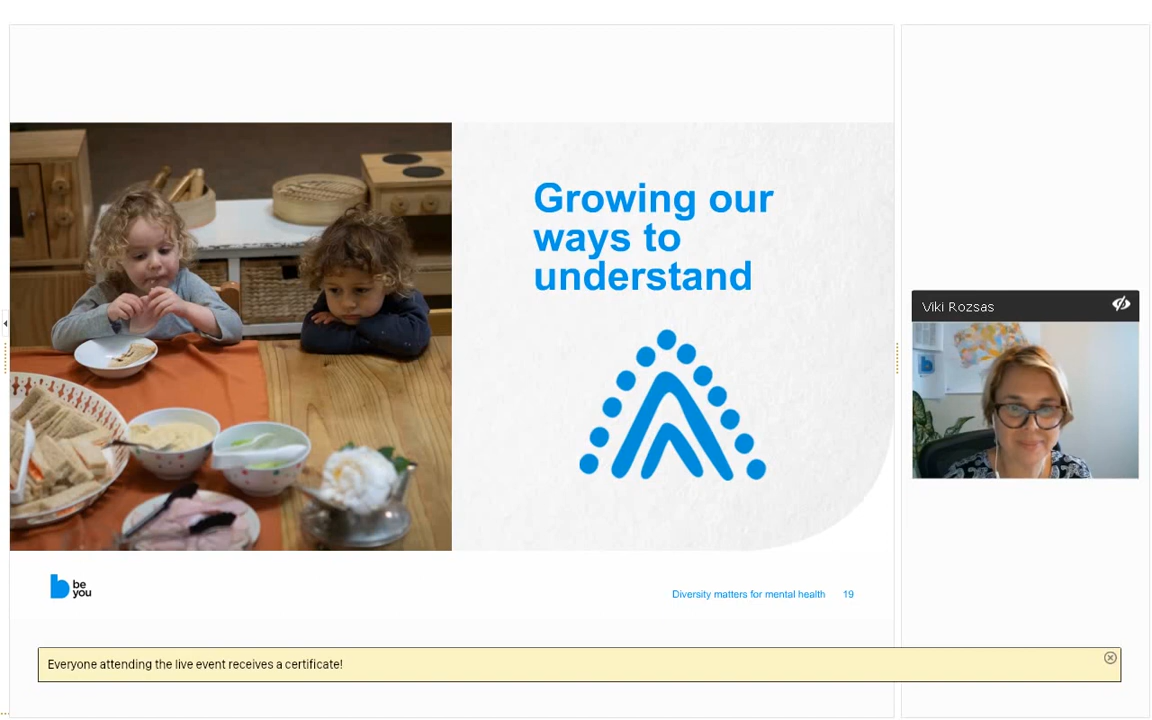 Growing our
ways to
understand
Viki Rozsas
be
you
Diversity matters for mental health 19
Everyone attending the live event receives a certificate!